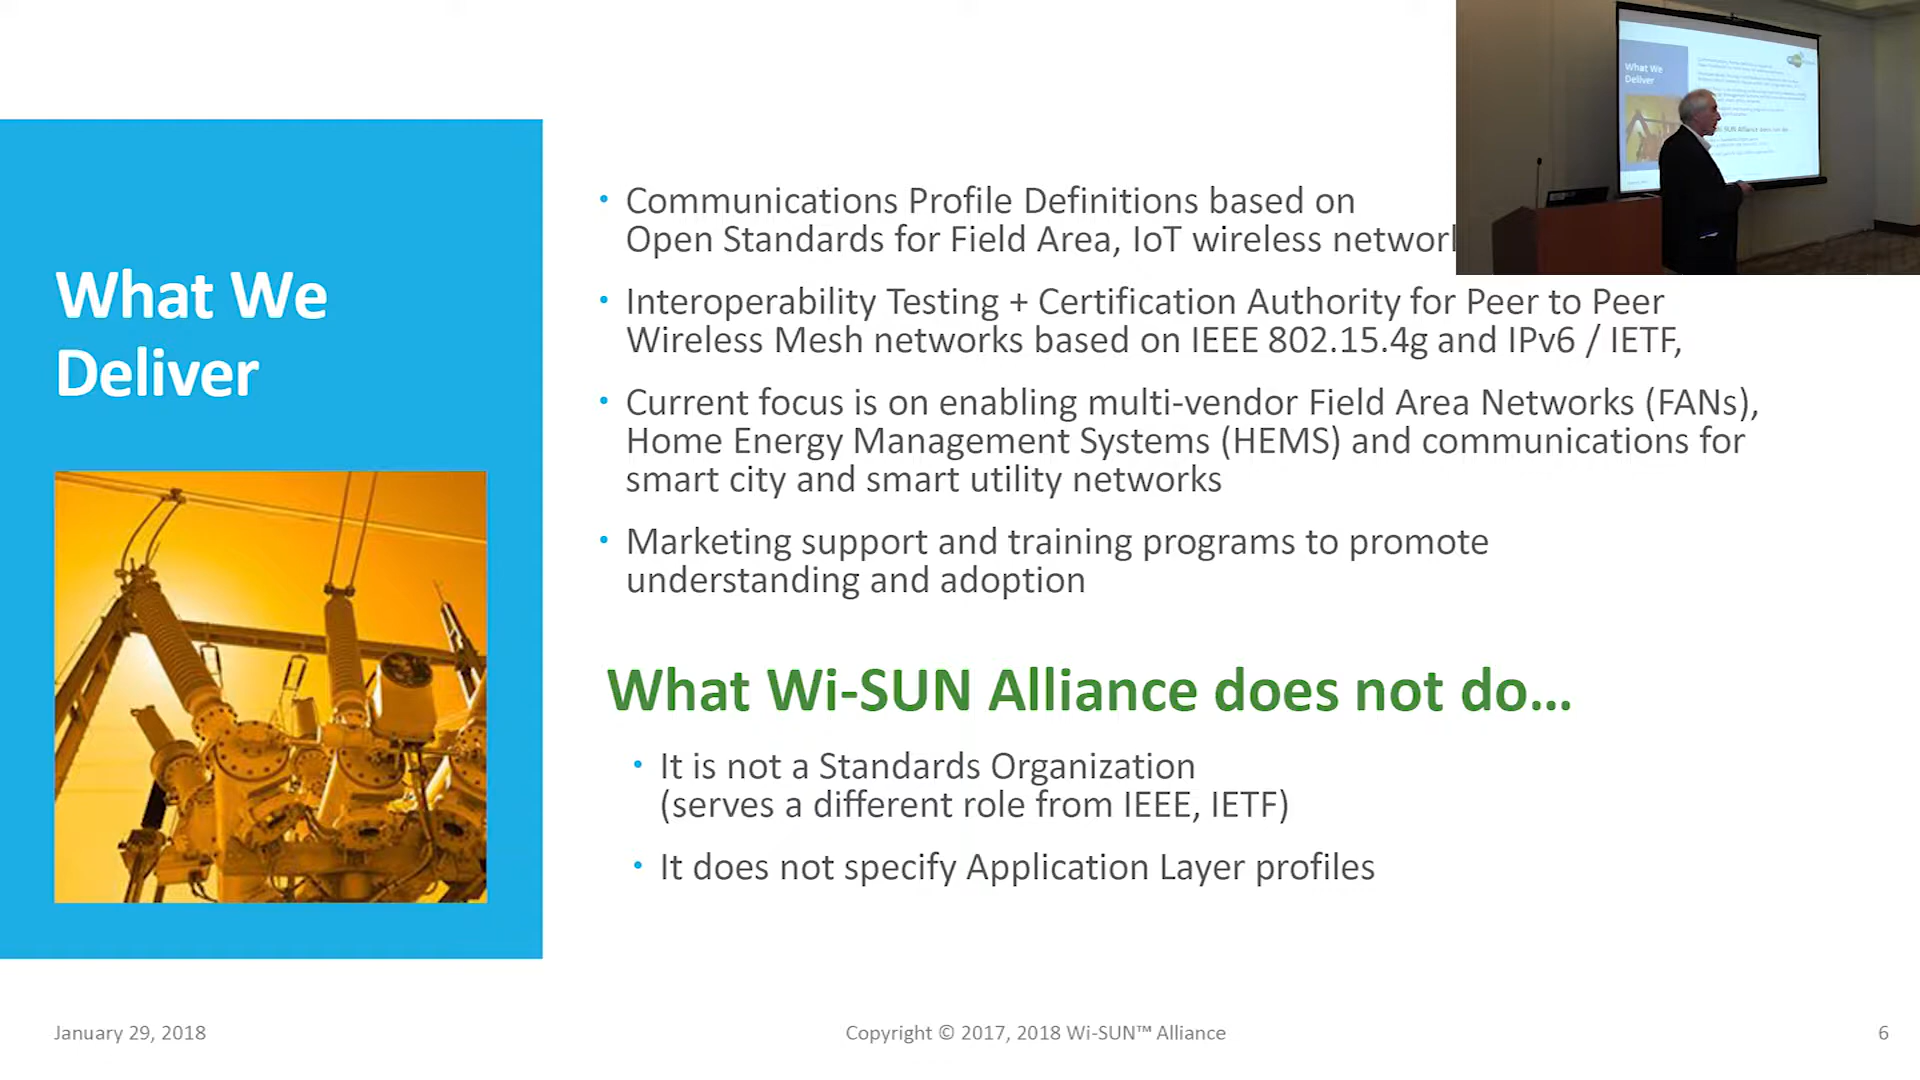 What We
Deliver
Communications Profile Definitions based on
Open Standards for Field Area, IoT wireless
Interoperability Testing + Certification Authority for Peer to Peer
Wireless Mesh networks based on IEEE 802.15.4g and IPv6 / IETF,
Current focus is on enabling multi-vendor Field Area Networks (FANs),
Home Energy Management Systems (HEMS) and communications for
smart city and smart utility networks
Marketing support and training programs to promote
understanding and adoption
What Wi-SUN Alliance does not do...
It is not a Standards Organization
(serves a different role from IEEE, IETF)
It does not specify Application Layer profiles
January 29, 2018
Copyright © 2017, 2018 Wi-SUN™ Alliance
6
What We
Deliver